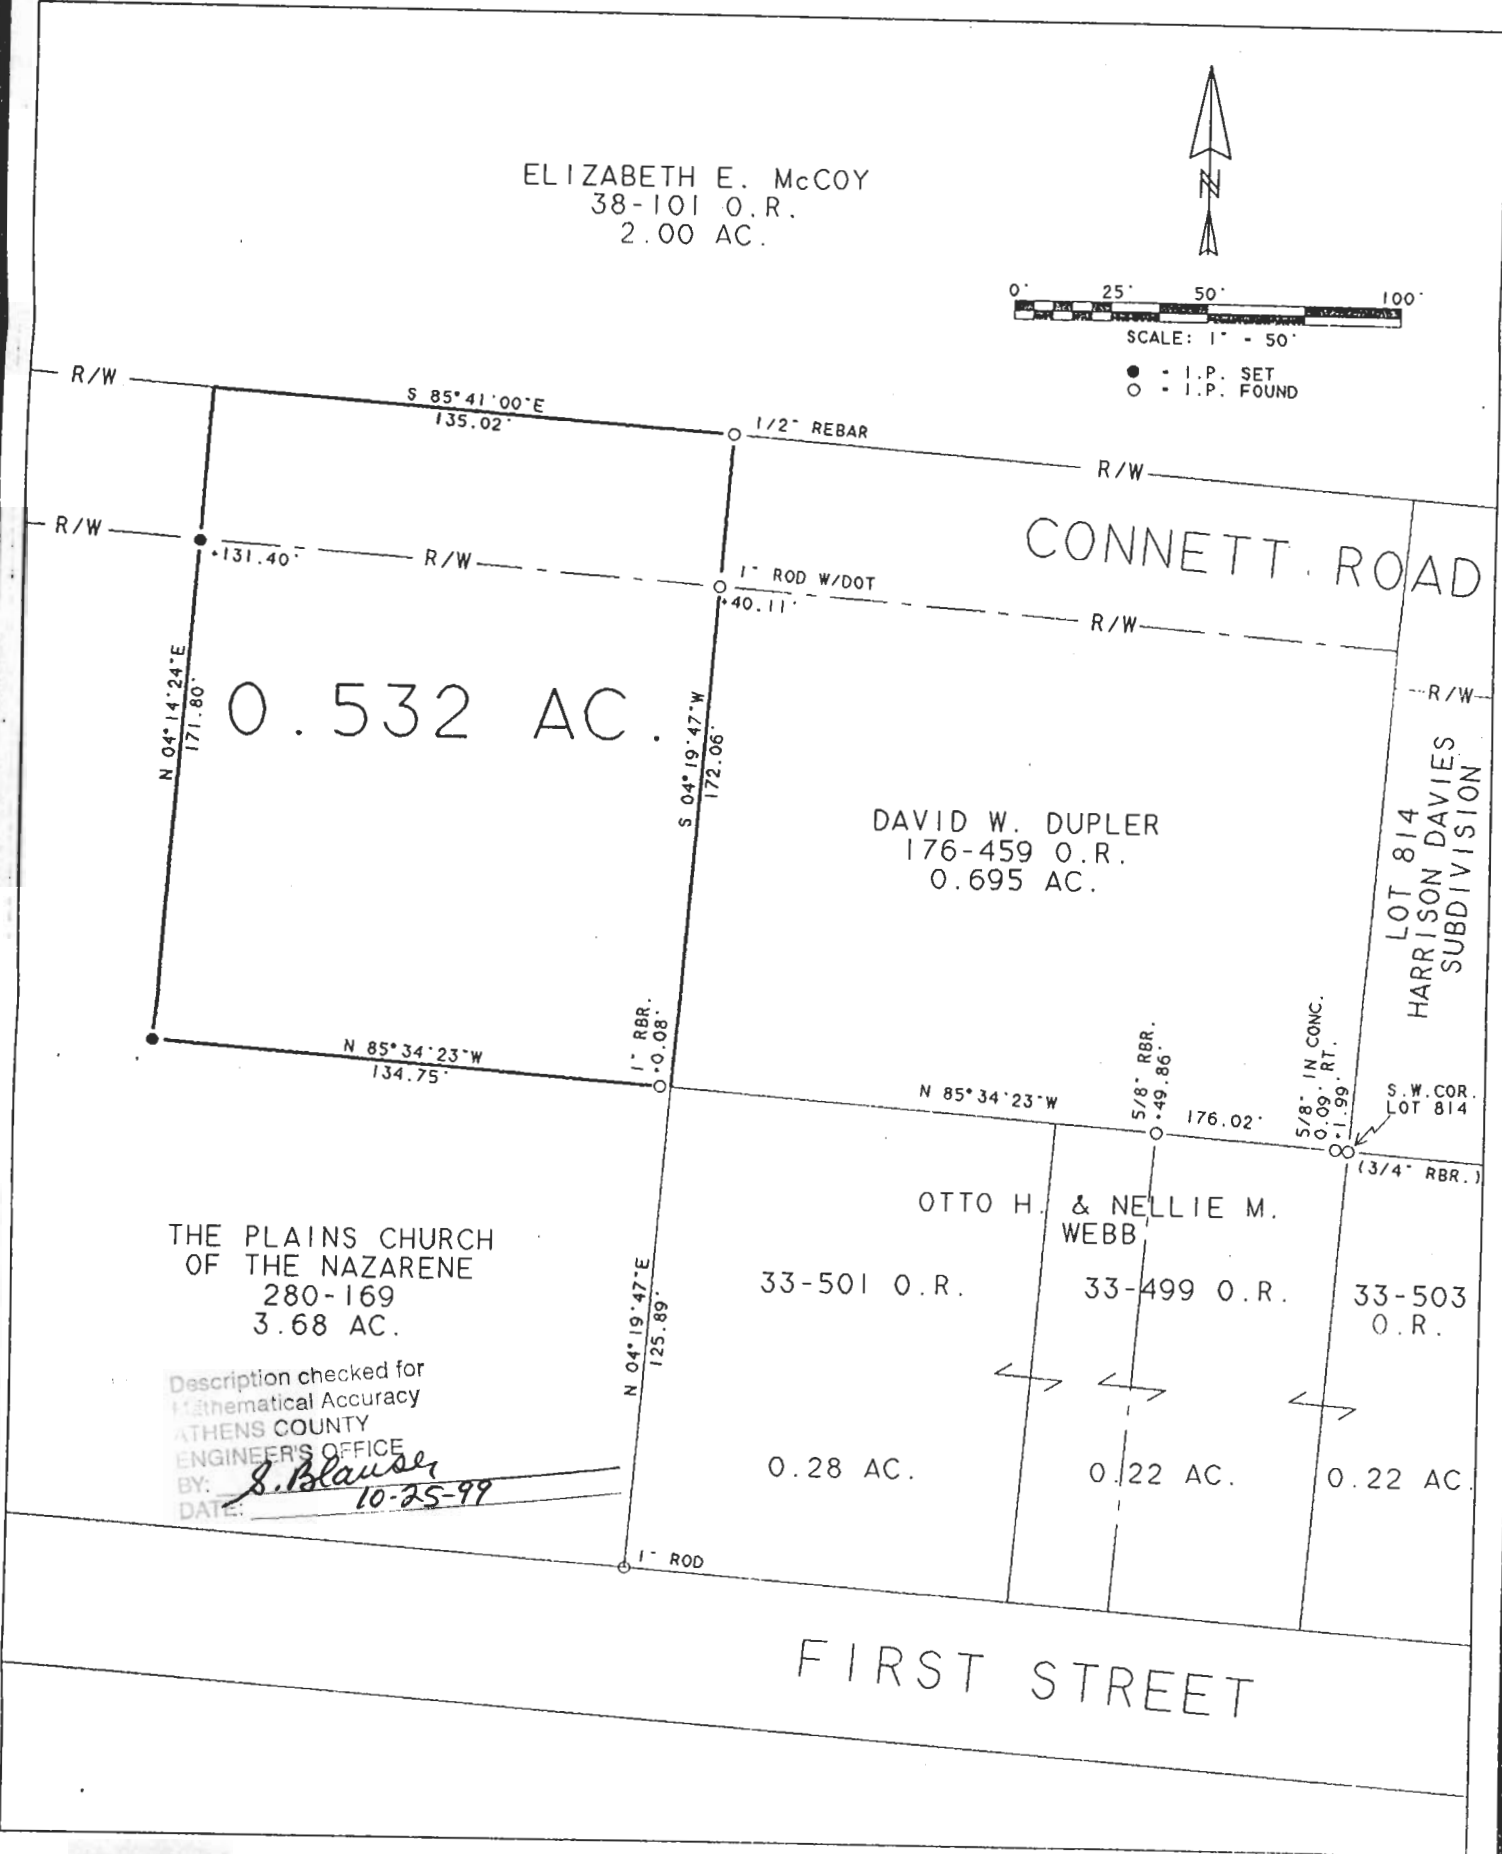 ELIZABETH E. McCOY
38-101 O.R.
2.00 AC.
N
0' 25' 50' 100'
SCALE: 1" - 50'
● - I.P. SET
○ - I.P. FOUND
R/W
S 85°41'00"E
135.02'
1/2" REBAR
R/W
R/W
+131.40'
R/W
1" ROD W/DOT
+40.11'
CONNETT ROAD
R/W
R/W
N 04°14'24"E
171.80'
0.532 AC.
S 04°19'47"W
172.06'
DAVID W. DUPLER
176-459 O.R.
0.695 AC.
LOT 814
HARRISON DAVIES
SUBDIVISION
N 85°34'23"W
134.75'
1" RBR.
+0.08'
N 85°34'23"W
5/8" RBR.
+49.86'
176.02'
5/8" IN CONC.
0.09' RT.
+1.99'
S.W. COR.
LOT 814
(3/4" RBR.)
THE PLAINS CHURCH
OF THE NAZARENE
280-169
3.68 AC.
OTTO H. & NELLIE M.
WEBB
33-501 O.R.
33-499 O.R.
33-503
O.R.
N 04°19'47"E
125.89'
0.28 AC.
0.22 AC.
0.22 AC.
Description checked for
Mathematical Accuracy
ATHENS COUNTY
ENGINEER'S OFFICE
BY: S. Blauser
DATE: 10-25-99
1" ROD
FIRST STREET